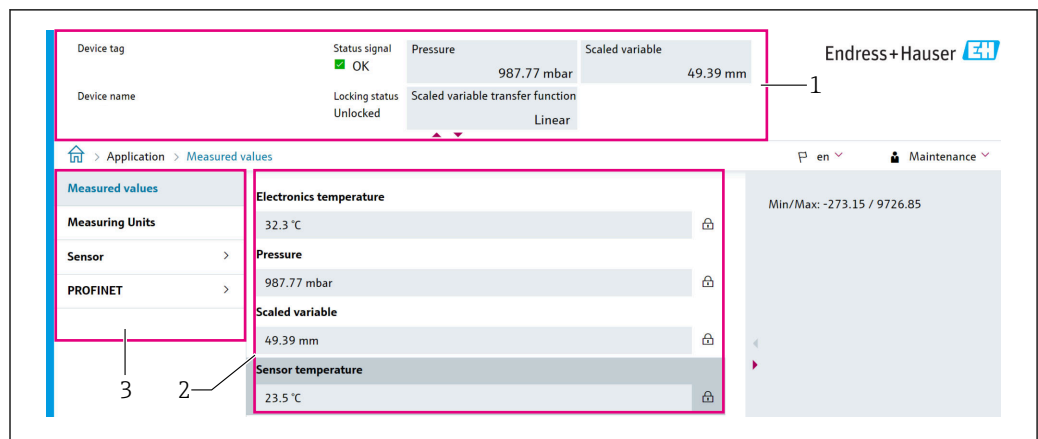 Device tag
Status signal
OK
Pressure
987.77 mbar
Scaled variable
49.39 mm
Endress+Hauser EH
1
Device name
Locking status
Unlocked
Scaled variable transfer function
Linear
> Application > Measured values
en
Maintenance
Measured values
Measuring Units
Sensor >
PROFINET >
3
2
Electronics temperature
32.3 °C
Pressure
987.77 mbar
Scaled variable
49.39 mm
Sensor temperature
23.5 °C
Min/Max: -273.15 / 9726.85